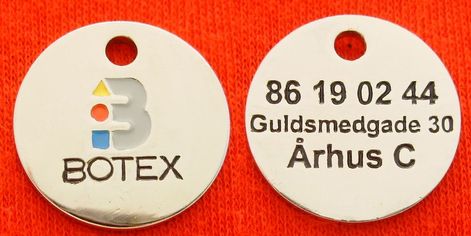 B
BOTEX
86 19 02 44
Guldsmedgade 30
Århus C